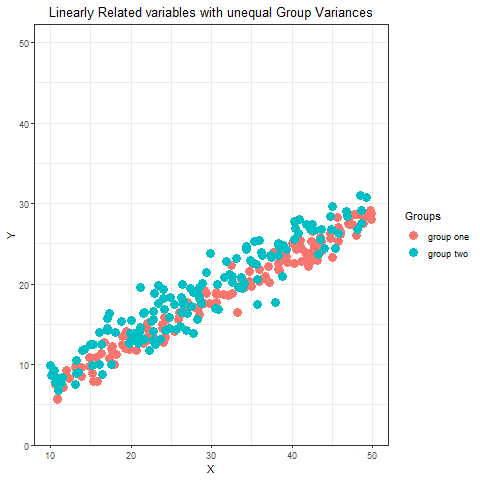 Linearly Related variables with unequal Group Variances
50
40
30
20
10
0
Y
10 20 30 40 50
X
Groups
group one
group two